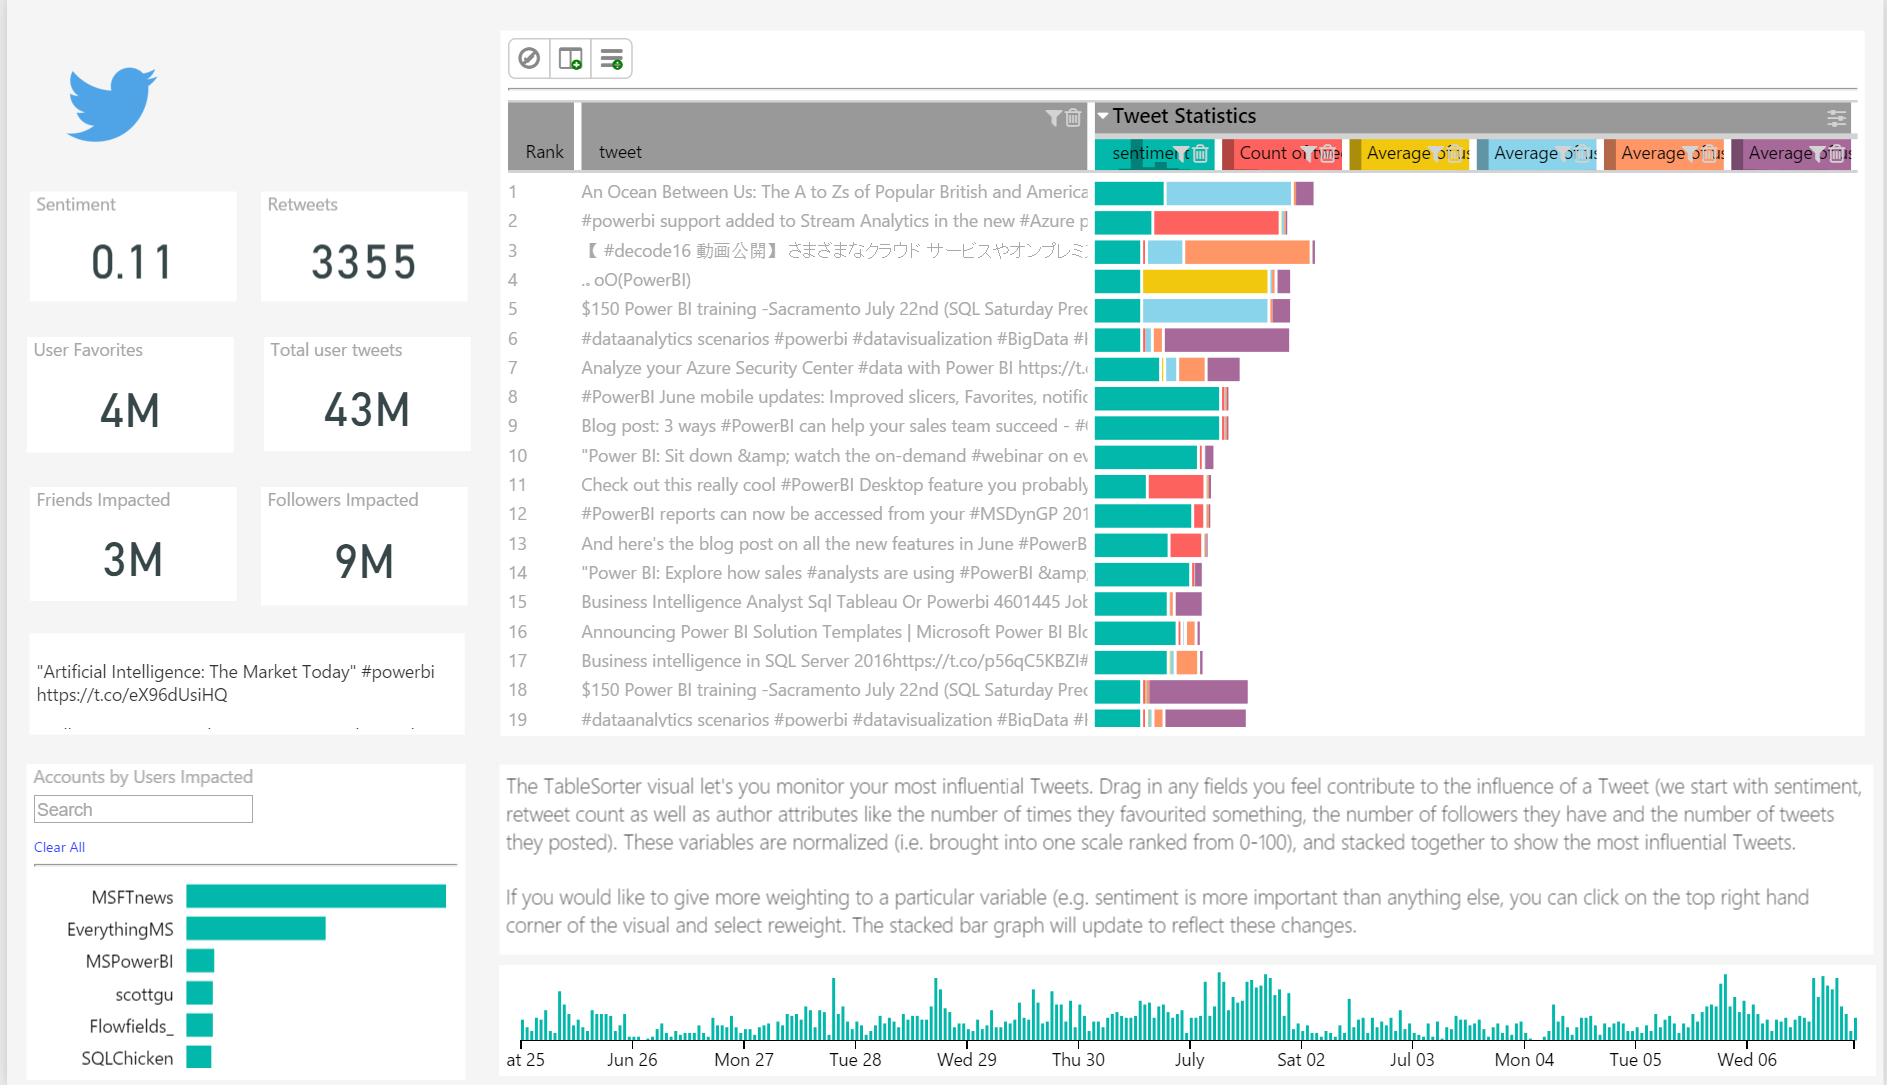 Sentiment
0.11
Retweets
3355
User Favorites
4M
Total user tweets
43M
Friends Impacted
3M
Followers Impacted
9M
"Artificial Intelligence: The Market Today" #powerbi
https://t.co/eX96dUsiHQ
Accounts by Users Impacted
Search
Clear All
MSFTnews
EverythingMS
MSPowerBI
scottgu
Flowfields_
SQLChicken
Tweet Statistics
Rank tweet sentiment Count of Average Average Average Average
1 An Ocean Between Us: The A to Zs of Popular British and America
2 #powerbi support added to Stream Analytics in the new #Azure p
3 【 #decode16 動画公開】 さまざまなクラウド サービスやオンプレミ
4 .. oO(PowerBI)
5 $150 Power BI training -Sacramento July 22nd (SQL Saturday Prec
6 #dataanalytics scenarios #powerbi #datavisualization #BigData #
7 Analyze your Azure Security Center #data with Power BI https://t.
8 #PowerBI June mobile updates: Improved slicers, Favorites, notific
9 Blog post: 3 ways #PowerBI can help your sales team succeed - #
10 "Power BI: Sit down &amp; watch the on-demand #webinar on ev
11 Check out this really cool #PowerBI Desktop feature you probably
12 #PowerBI reports can now be accessed from your #MSDynGP 201
13 And here's the blog post on all the new features in June #PowerB
14 "Power BI: Explore how sales #analysts are using #PowerBI &amp;
15 Business Intelligence Analyst Sql Tableau Or Powerbi 4601445 Job
16 Announcing Power BI Solution Templates | Microsoft Power BI Blo
17 Business intelligence in SQL Server 2016https://t.co/p56qC5KBZI#
18 $150 Power BI training -Sacramento July 22nd (SQL Saturday Prec
19 #dataanalytics scenarios #powerbi #datavisualization #BigData #
The TableSorter visual let's you monitor your most influential Tweets. Drag in any fields you feel contribute to the influence of a Tweet (we start with sentiment,
retweet count as well as author attributes like the number of times they favourited something, the number of followers they have and the number of tweets
they posted). These variables are normalized (i.e. brought into one scale ranked from 0-100), and stacked together to show the most influential Tweets.
If you would like to give more weighting to a particular variable (e.g. sentiment is more important than anything else, you can click on the top right hand
corner of the visual and select reweight. The stacked bar graph will update to reflect these changes.
at 25 Jun 26 Mon 27 Tue 28 Wed 29 Thu 30 July Sat 02 Jul 03 Mon 04 Tue 05 Wed 06